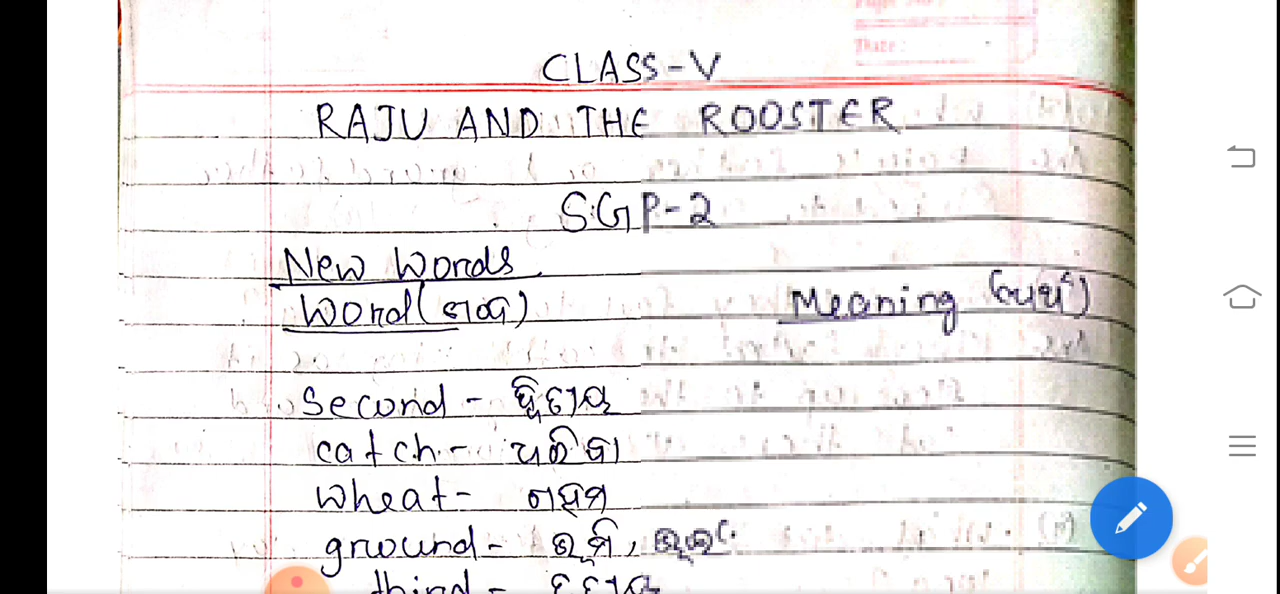 CLASS-V
RAJU AND THE ROOSTER
SGP-2
New Words
Word (ଶବ୍ଦ) Meaning (ଅର୍ଥ)
second - ଦ୍ୱିତୀୟ
catch - ଧରିବା
wheat - ଗହମ
ground - ଭୂମି, ଭୂଇଁ
third - ତୃତୀୟ